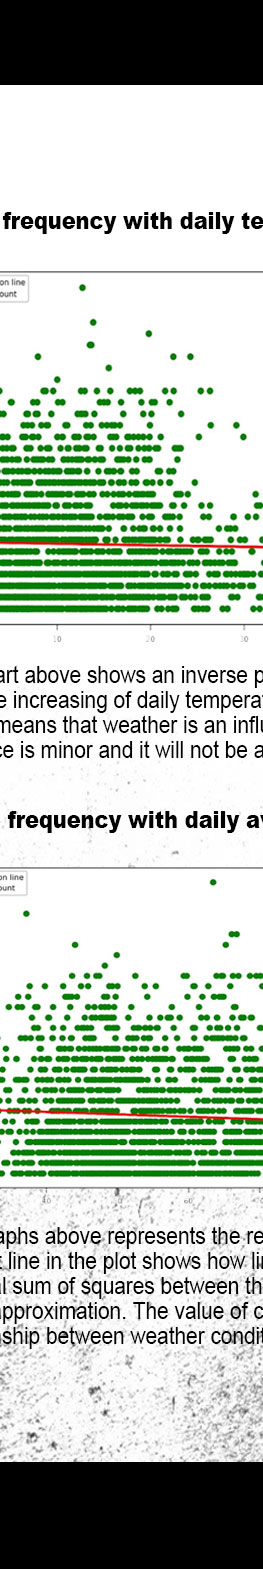 frequency with daily te
on line
ount
10 20 30
art above shows an inverse p
e increasing of daily temperat
means that weather is an influ
ce is minor and it will not be a
frequency with daily av
on line
ount
60
aphs above represents the re
t line in the plot shows how lin
al sum of squares between th
approximation. The value of c
nship between weather condit